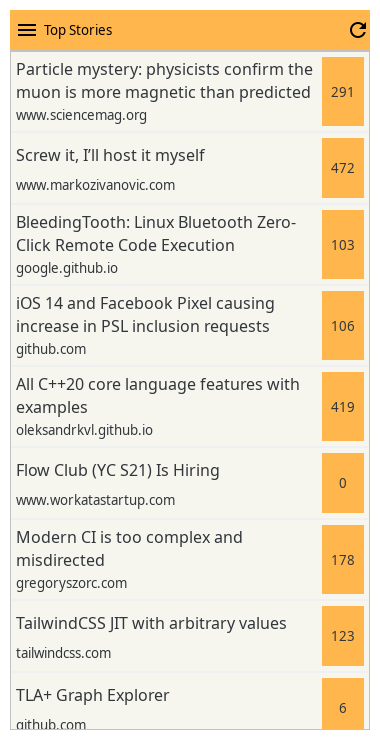 Top Stories
Particle mystery: physicists confirm the
muon is more magnetic than predicted
www.sciencemag.org
291
Screw it, I’ll host it myself
www.markozivanovic.com
472
BleedingTooth: Linux Bluetooth Zero-
Click Remote Code Execution
google.github.io
103
iOS 14 and Facebook Pixel causing
increase in PSL inclusion requests
github.com
106
All C++20 core language features with
examples
oleksandrkvl.github.io
419
Flow Club (YC S21) Is Hiring
www.workatastartup.com
0
Modern CI is too complex and
misdirected
gregoryszorc.com
178
TailwindCSS JIT with arbitrary values
tailwindcss.com
123
TLA+ Graph Explorer
github.com
6